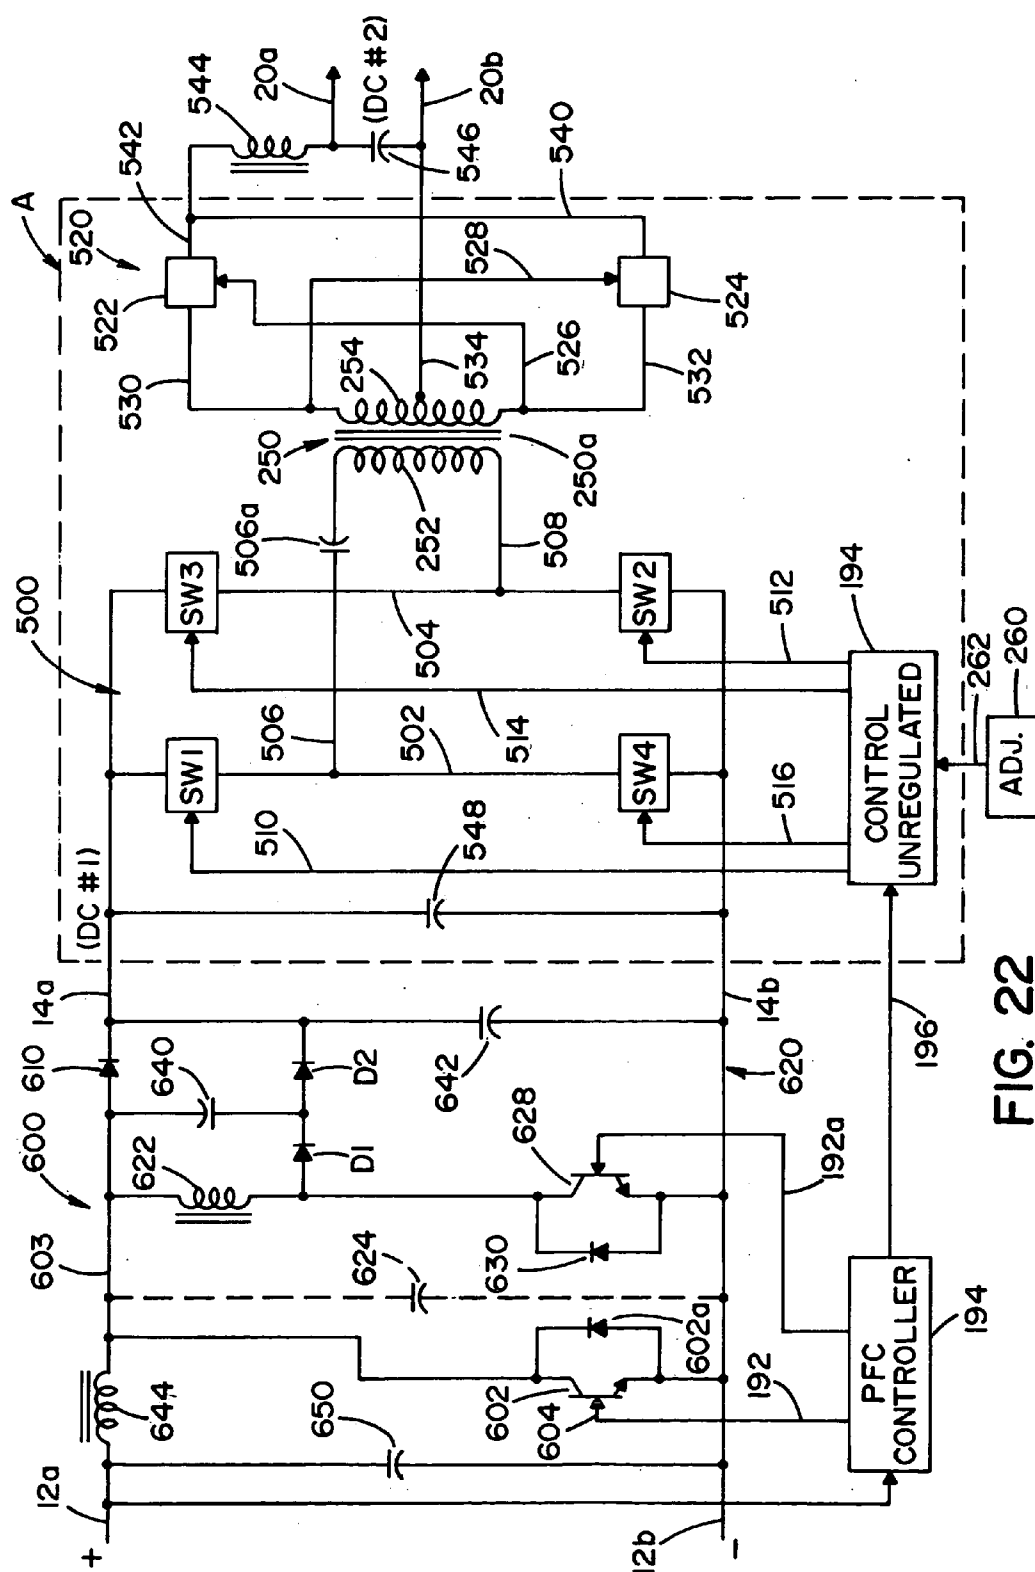 A
520
542
544
20a
(DC #2)
20b
546
540
528
522
524
530
254
534
526
532
250
250a
252
506a
508
500
SW3
504
SW2
512
194
514
506
SW1
502
SW4
516
CONTROL
UNREGULATED
262
260
ADJ.
510
548
(DC #1)
14a
14b
610
640
D2
642
620
196
600
622
D1
628
192a
603
624
630
602a
194
644
650
602
604
192
PFC
CONTROLLER
12a
12b
+
−
FIG. 22